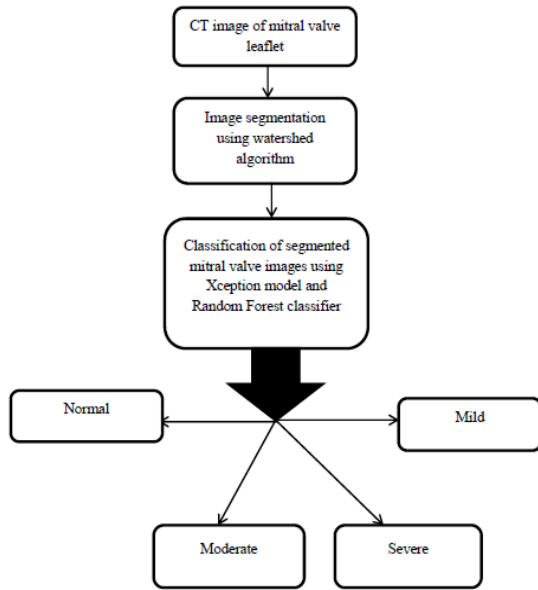 CT image of mitral valve
leaflet
Image segmentation
using watershed
algorithm
Classification of segmented
mitral valve images using
Xception model and
Random Forest classifier
Normal
Mild
Moderate
Severe